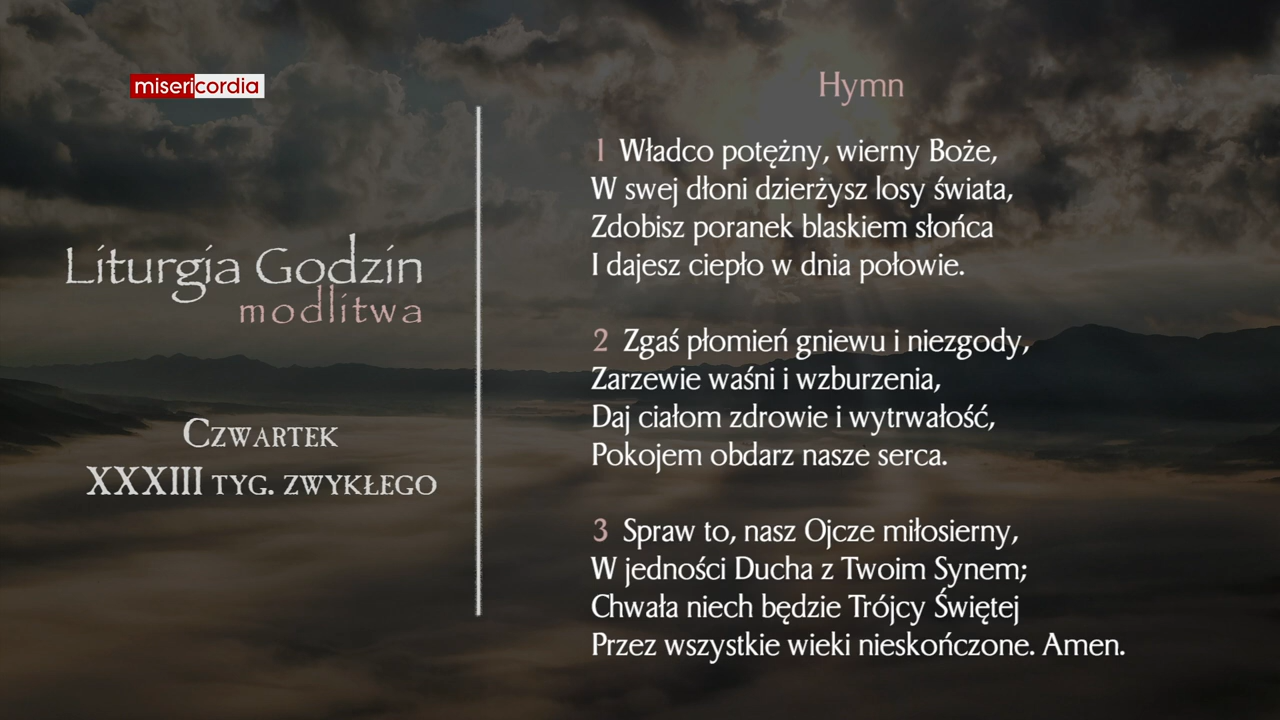 misericordia
Liturgia Godzin
modlitwa
Czwartek
XXXIII tyg. zwykłego
Hymn
1 Władco potężny, wierny Boże,
W swej dłoni dzierżysz losy świata,
Zdobisz poranek blaskiem słońca
I dajesz ciepło w dnia połowie.
2 Zgaś płomień gniewu i niezgody,
Zarzewie waśni i wzburzenia,
Daj ciałom zdrowie i wytrwałość,
Pokojem obdarz nasze serca.
3 Spraw to, nasz Ojcze miłosierny,
W jedności Ducha z Twoim Synem;
Chwała niech będzie Trójcy Świętej
Przez wszystkie wieki nieskończone. Amen.